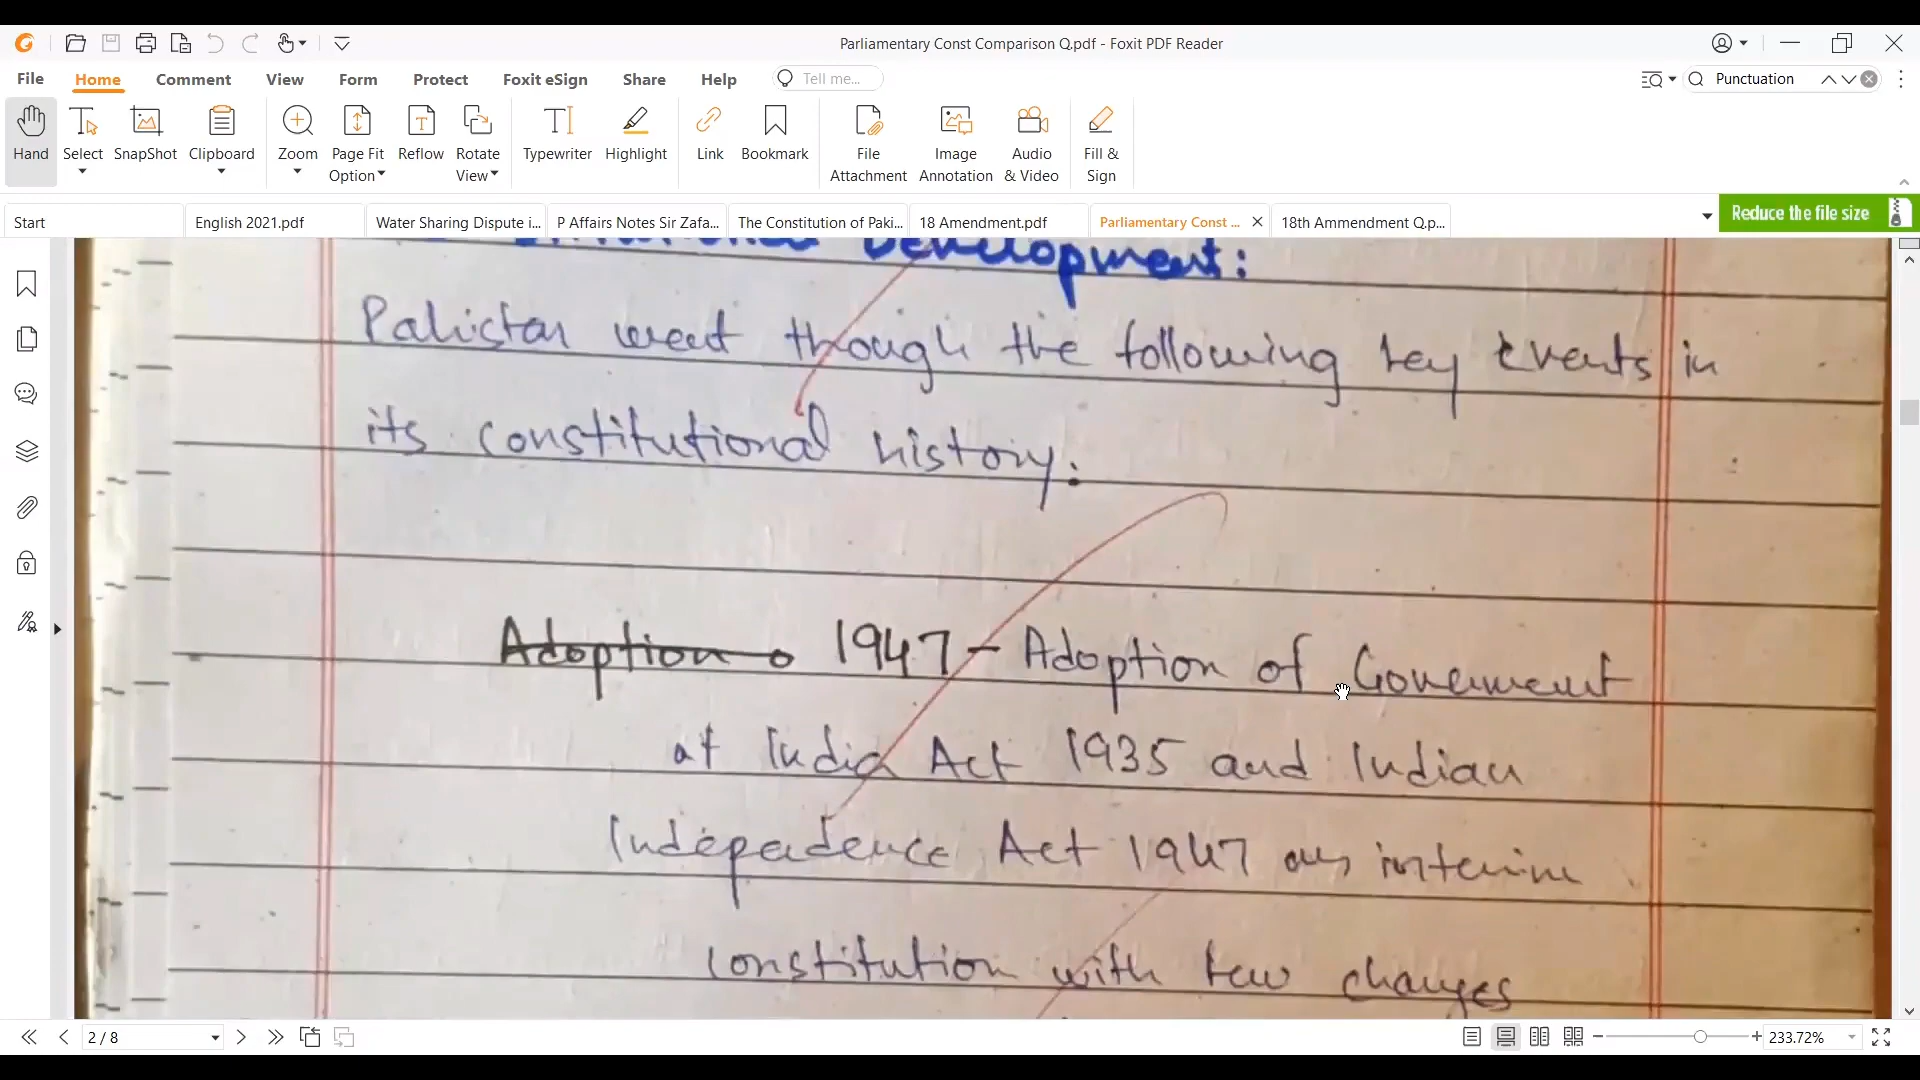 Parliamentary Const Comparison Q.pdf - Foxit PDF Reader
File Home Comment View Form Protect Foxit eSign Share Help Tell me... Punctuation
Hand Select SnapShot Clipboard Zoom Page Fit Option Reflow Rotate View Typewriter Highlight Link Bookmark File Attachment Image Annotation Audio & Video Fill & Sign
Start English 2021.pdf Water Sharing Dispute i... P Affairs Notes Sir Zafa... The Constitution of Paki... 18 Amendment.pdf Parliamentary Const ... 18th Ammendment Q.p... Reduce the file size
Development:
Pakistan went though the following key events in
its constitutional history:
Adoption o 1947 - Adoption of Government
of India Act 1935 and Indian
Independence Act 1947 as interim
constitution with few changes
2 / 8 233.72%